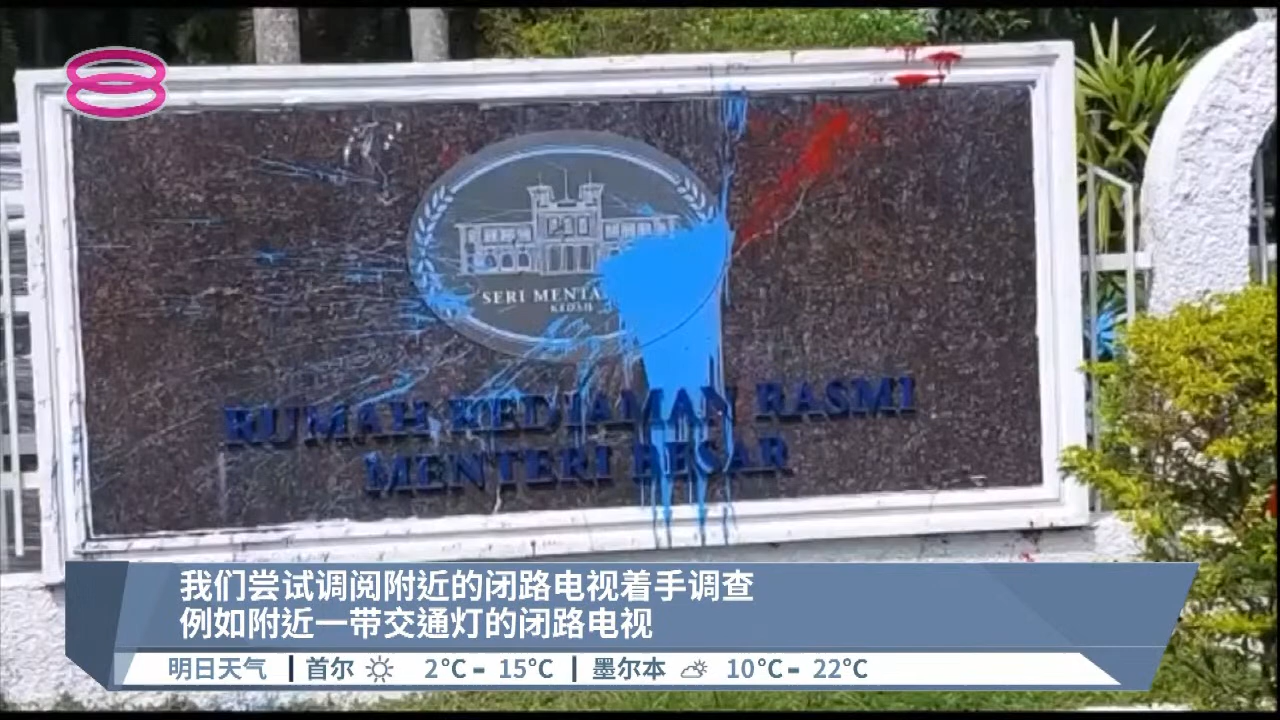 SERI MENTA
KEDAH
RUMAH KEDIAMAN RASMI
MENTERI BESAR
我们尝试调阅附近的闭路电视着手调查
例如附近一带交通灯的闭路电视
明日天气 | 首尔 2°C - 15°C | 墨尔本 10°C - 22°C